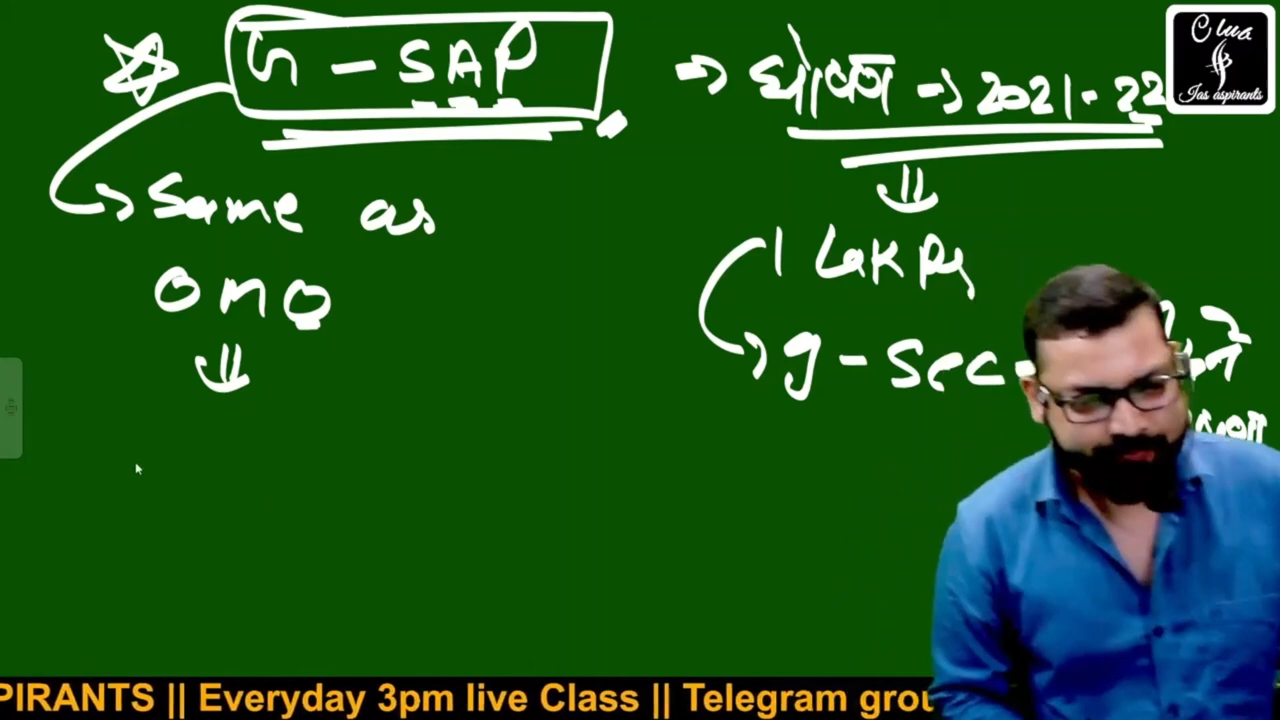 G - SAP → घोषणा → 2021-22
Same as
OMO
1 Lakh
g-sec
Clua
Ias aspirants
PIRANTS || Everyday 3pm live Class || Telegram grou